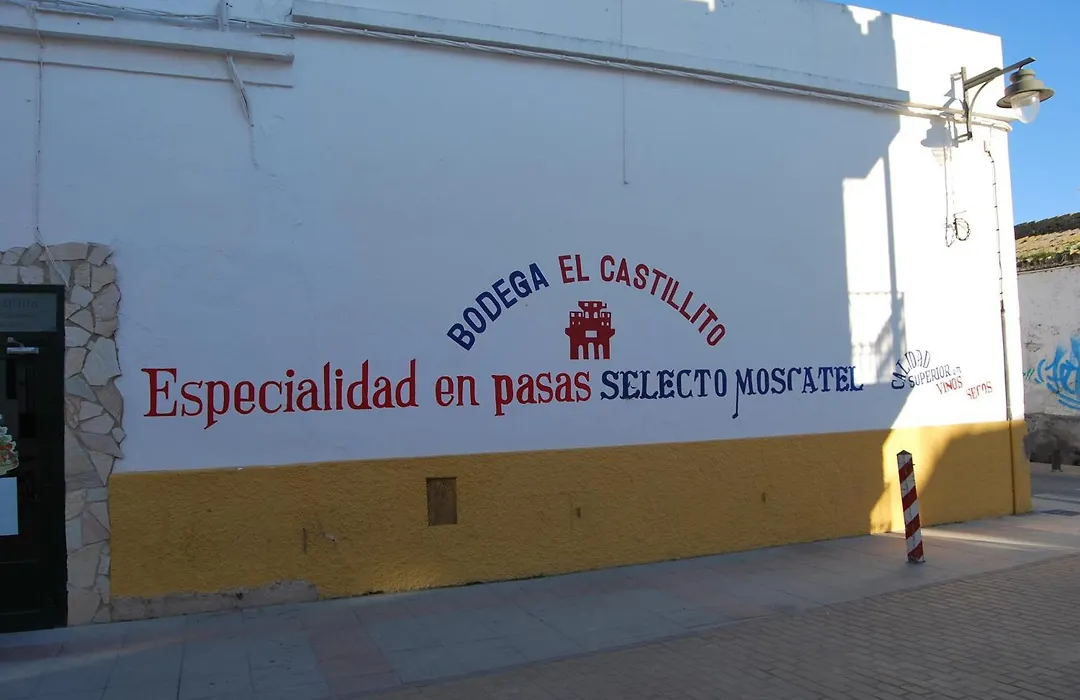 BODEGA EL CASTILLITO
Especialidad en pasas SELECTO MOSCATEL
CALIDAD
SUPERIOR
VINOS
SECOS